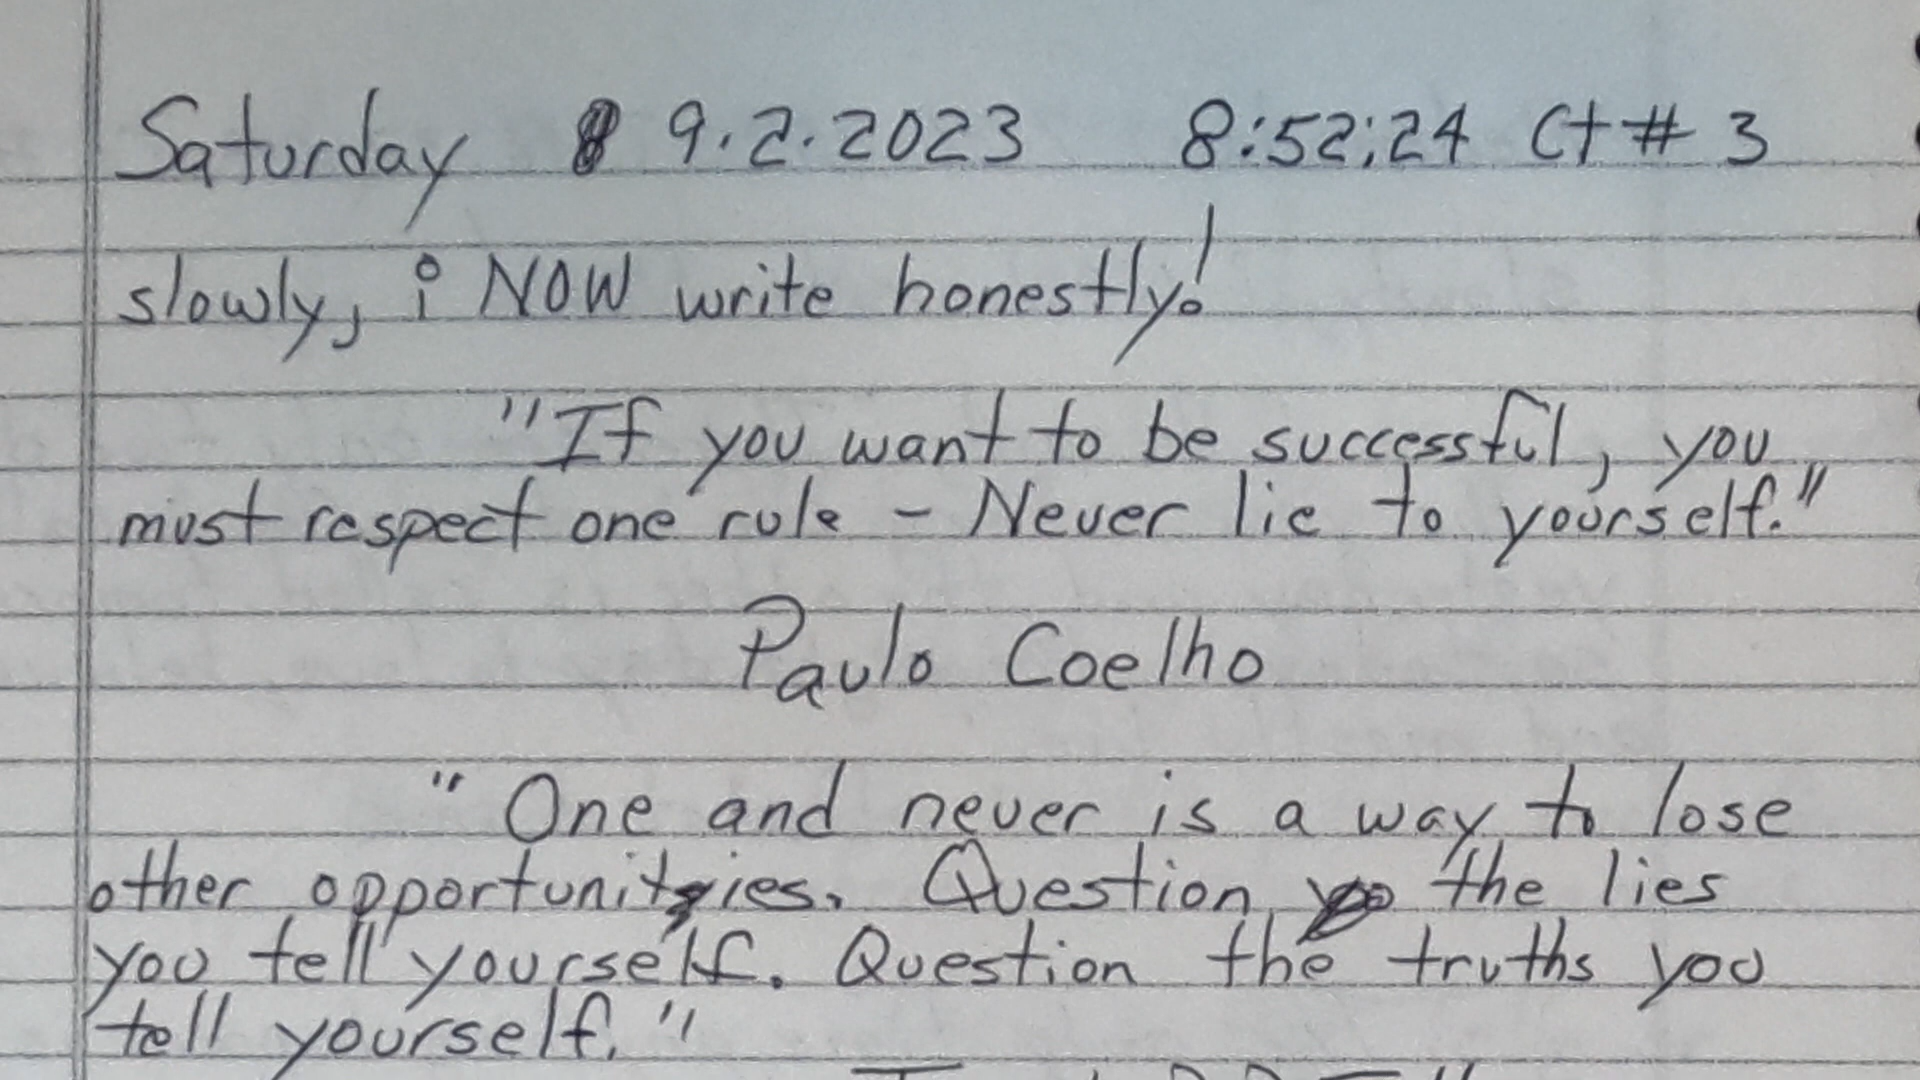 Saturday 9.2.2023 8:52:24 Ct # 3
slowly, i NOW write honestly!
"If you want to be successful, you
must respect one rule - Never lie to yourself."
Paulo Coelho
" One and never is a way to lose
other opportunities. Question the lies
you tell yourself. Question the truths you
tell yourself."